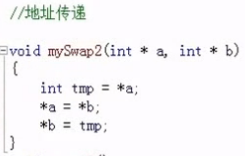 //地址传递
void mySwap2(int * a, int * b)
{
int tmp = *a;
*a = *b;
*b = tmp;
}